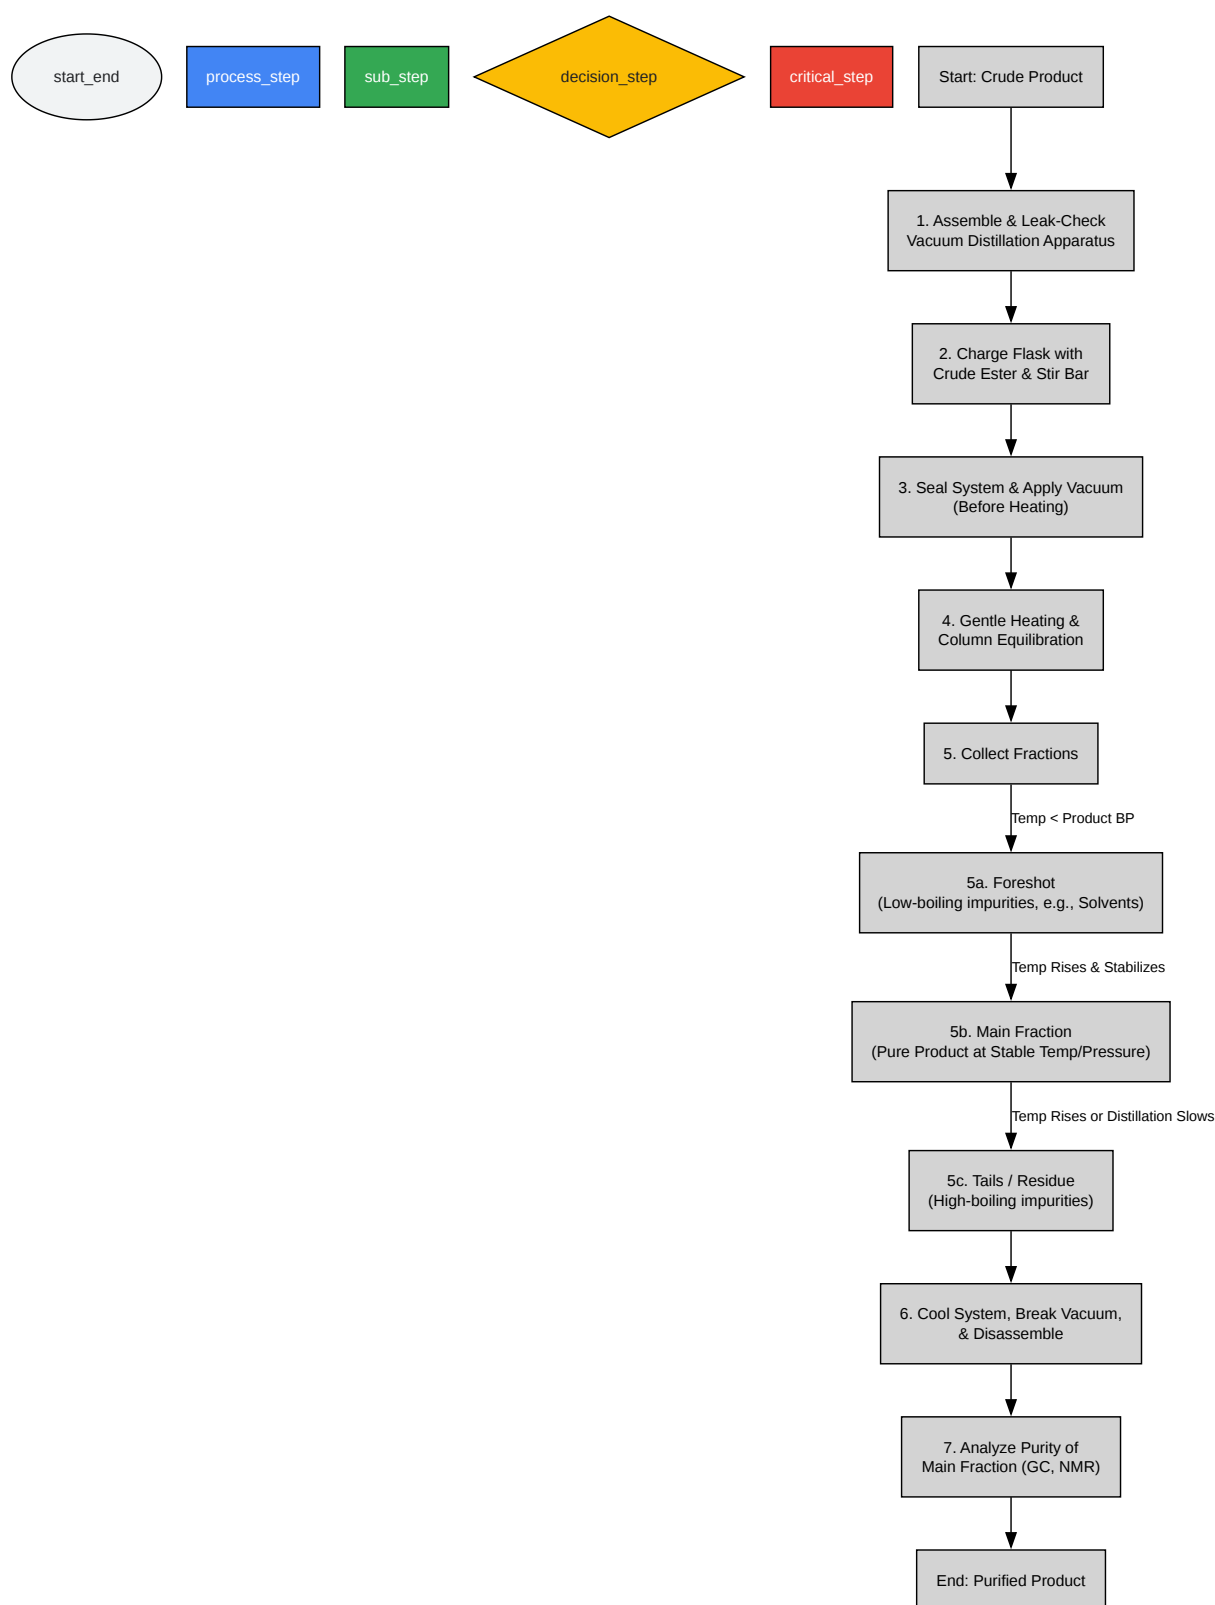 start_end
process_step
sub_step
decision_step
critical_step
Start: Crude Product
1. Assemble & Leak-Check
Vacuum Distillation Apparatus
2. Charge Flask with
Crude Ester & Stir Bar
3. Seal System & Apply Vacuum
(Before Heating)
4. Gentle Heating &
Column Equilibration
5. Collect Fractions
Temp < Product BP
5a. Foreshot
(Low-boiling impurities, e.g., Solvents)
Temp Rises & Stabilizes
5b. Main Fraction
(Pure Product at Stable Temp/Pressure)
Temp Rises or Distillation Slows
5c. Tails / Residue
(High-boiling impurities)
6. Cool System, Break Vacuum,
& Disassemble
7. Analyze Purity of
Main Fraction (GC, NMR)
End: Purified Product